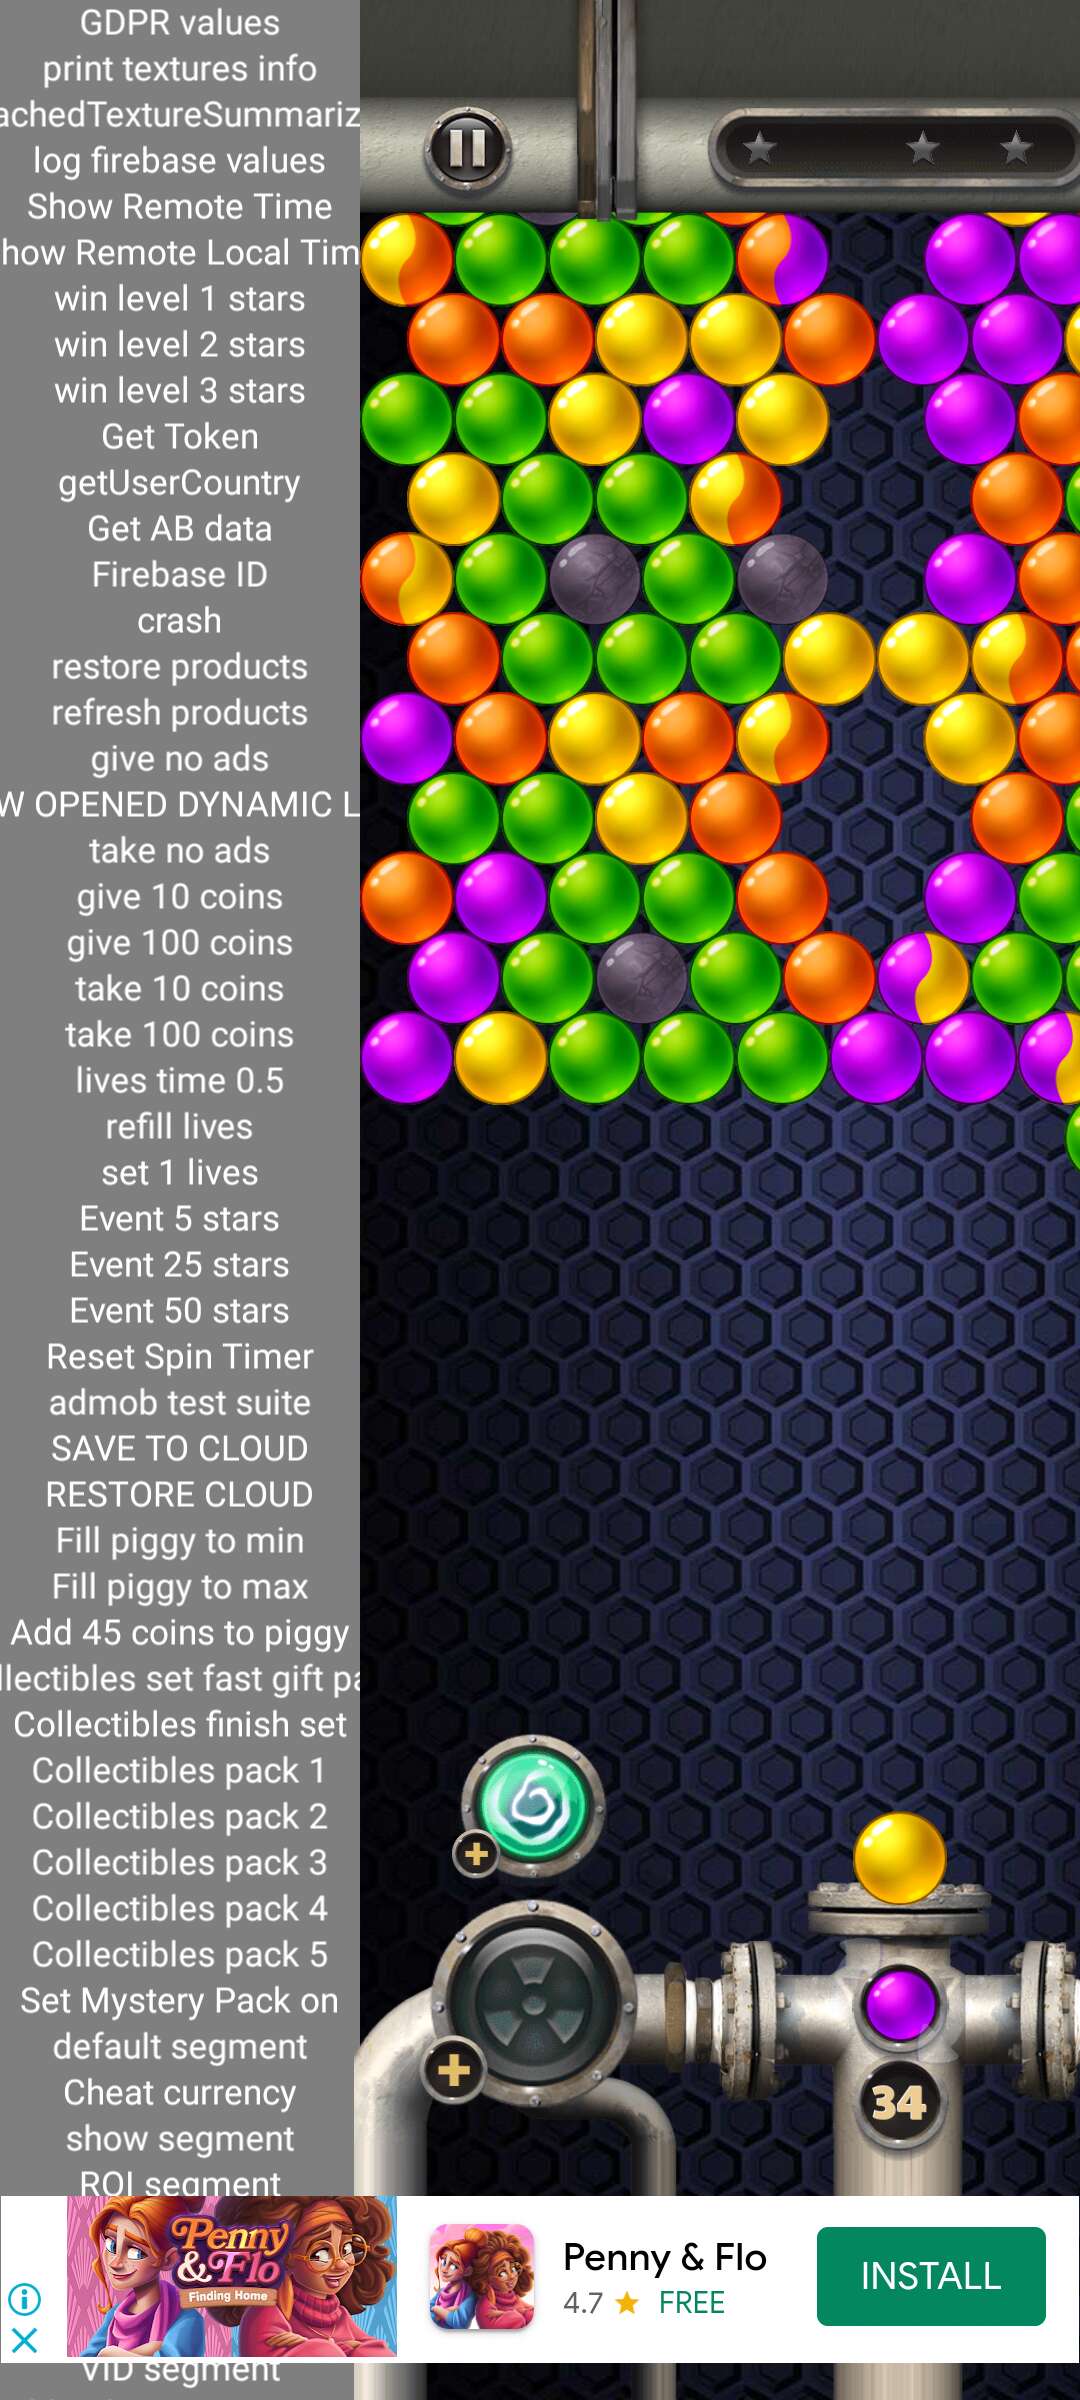 GDPR values
print textures info
achedTextureSummariz
log firebase values
Show Remote Time
how Remote Local Tim
win level 1 stars
win level 2 stars
win level 3 stars
Get Token
getUserCountry
Get AB data
Firebase ID
crash
restore products
refresh products
give no ads
W OPENED DYNAMIC L
take no ads
give 10 coins
give 100 coins
take 10 coins
take 100 coins
lives time 0.5
refill lives
set 1 lives
Event 5 stars
Event 25 stars
Event 50 stars
Reset Spin Timer
admob test suite
SAVE TO CLOUD
RESTORE CLOUD
Fill piggy to min
Fill piggy to max
Add 45 coins to piggy
llectibles set fast gift pa
Collectibles finish set
Collectibles pack 1
Collectibles pack 2
Collectibles pack 3
Collectibles pack 4
Collectibles pack 5
Set Mystery Pack on
default segment
Cheat currency
show segment
ROI segment
34
Penny
&Flo
Finding Home
Penny & Flo
4.7 ★ FREE
INSTALL
VID segment